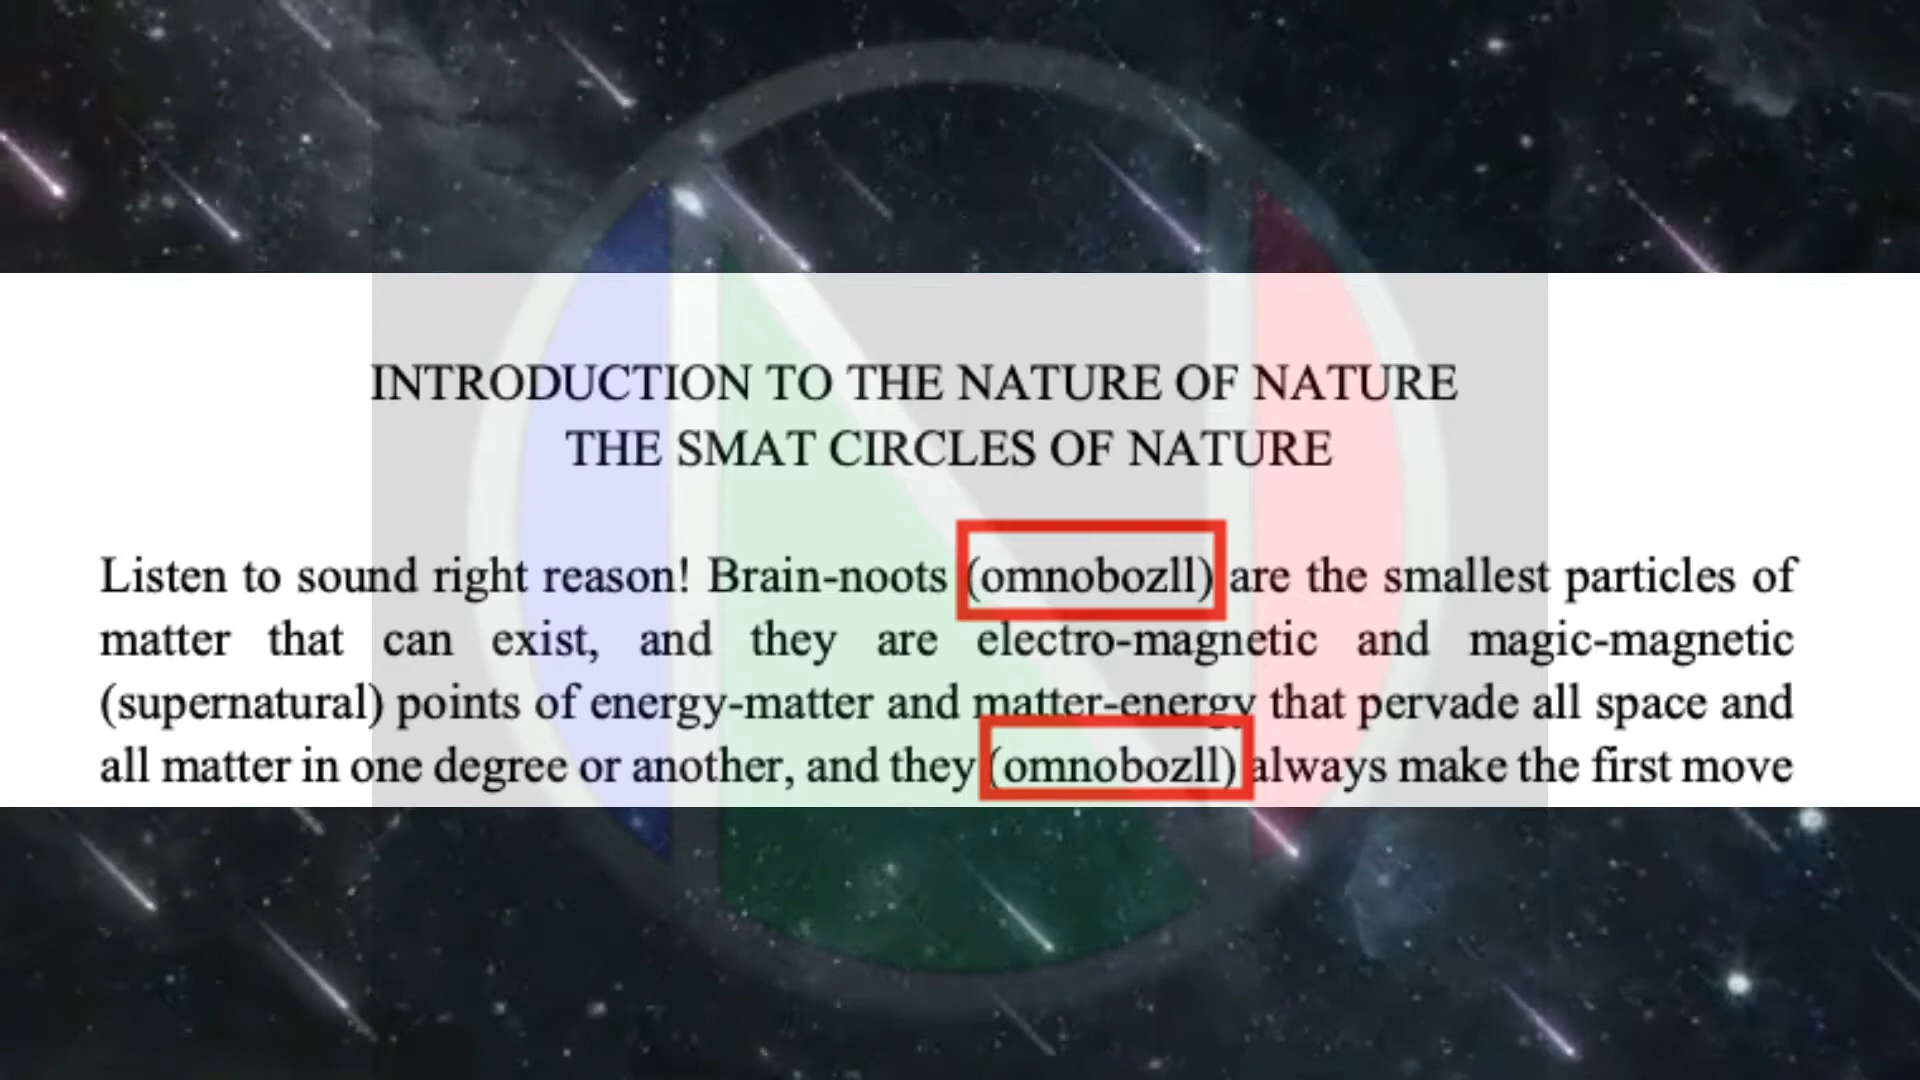 INTRODUCTION TO THE NATURE OF NATURE
THE SMAT CIRCLES OF NATURE
Listen to sound right reason! Brain-noots (omnobozll) are the smallest particles of
matter that can exist, and they are electro-magnetic and magic-magnetic
(supernatural) points of energy-matter and matter-energy that pervade all space and
all matter in one degree or another, and they (omnobozll) always make the first move